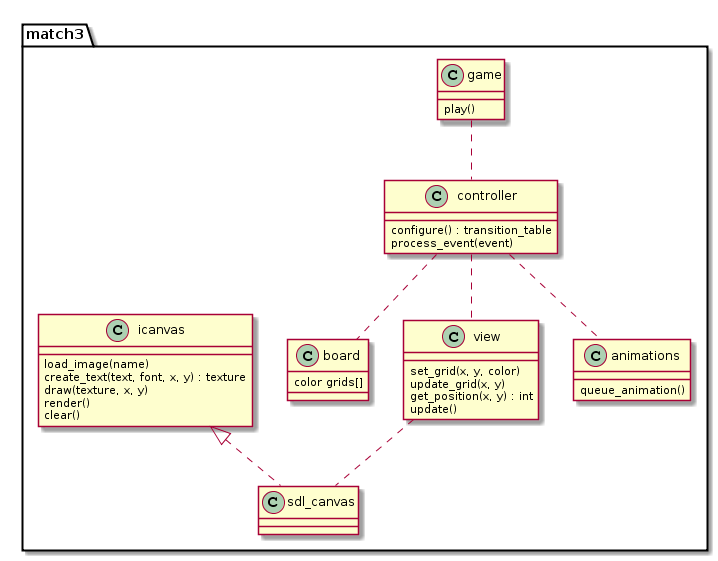 match3
C game
play()
C controller
configure() : transition_table
process_event(event)
C icanvas
load_image(name)
create_text(text, font, x, y) : texture
draw(texture, x, y)
render()
clear()
C board
color grids[]
C view
set_grid(x, y, color)
update_grid(x, y)
get_position(x, y) : int
update()
C animations
queue_animation()
C sdl_canvas